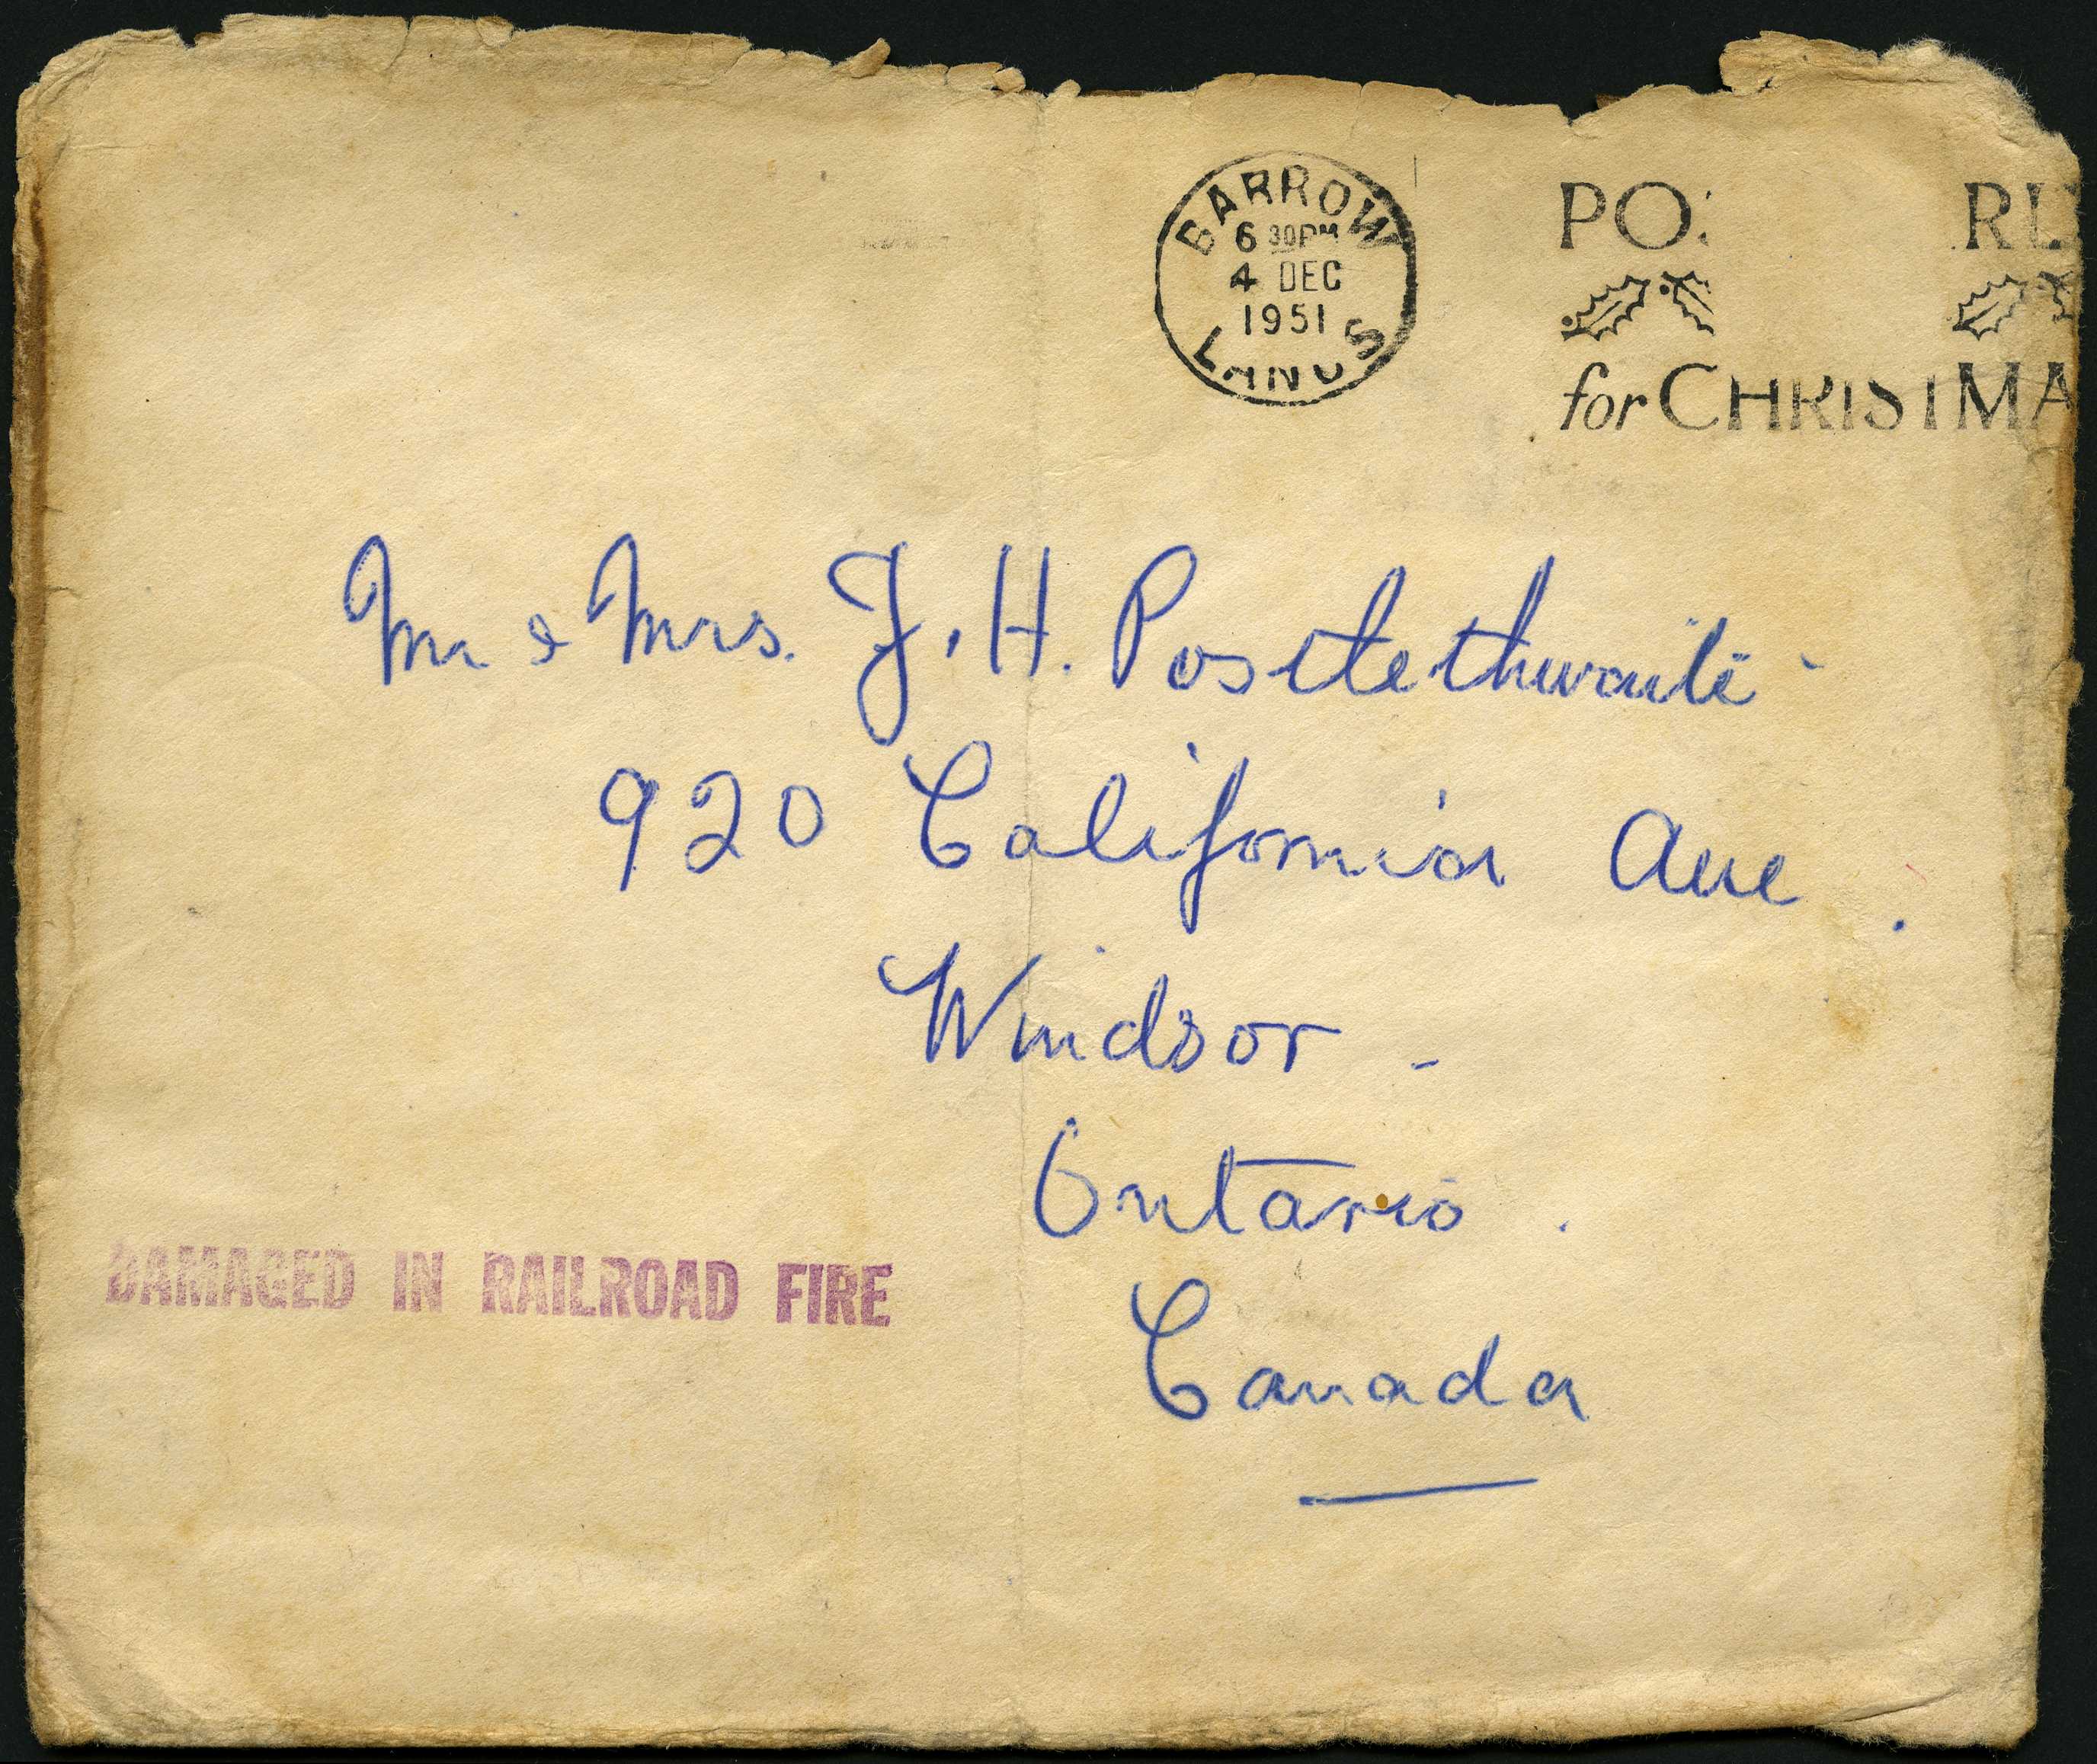 BARROW
6 30PM
4 DEC
1951
LANCS
PO
RL
for CHRISTMA
Mr & Mrs. J. H. Postlethwaite
920 California Ave.
Windsor -
Ontario.
Canada
DAMAGED IN RAILROAD FIRE